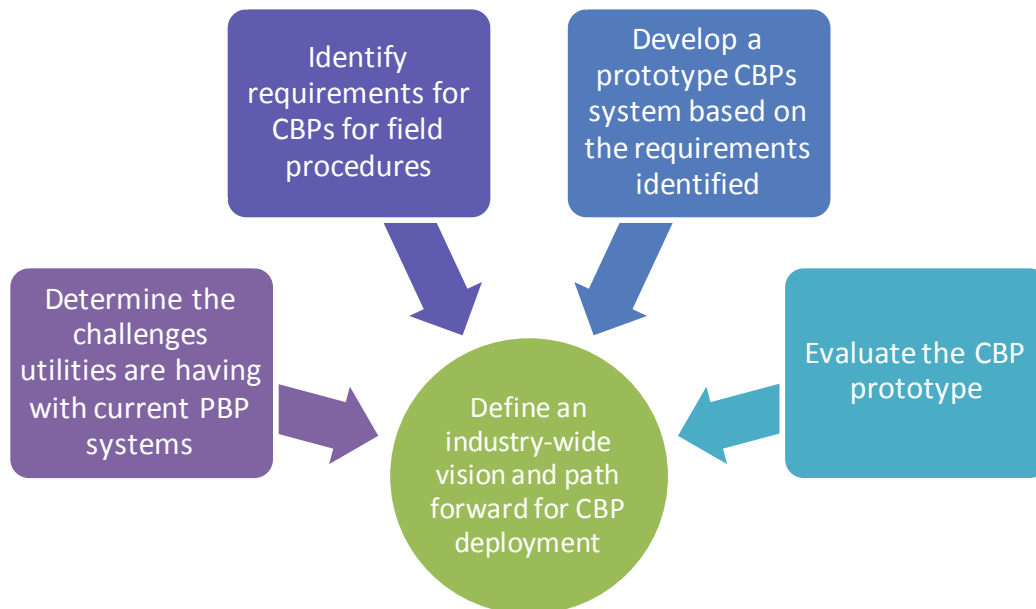 Identify
requirements for
CBPs for field
procedures
Develop a
prototype CBPs
system based on
the requirements
identified
Determine the
challenges
utilities are having
with current PBP
systems
Evaluate the CBP
prototype
Define an
industry-wide
vision and path
forward for CBP
deployment